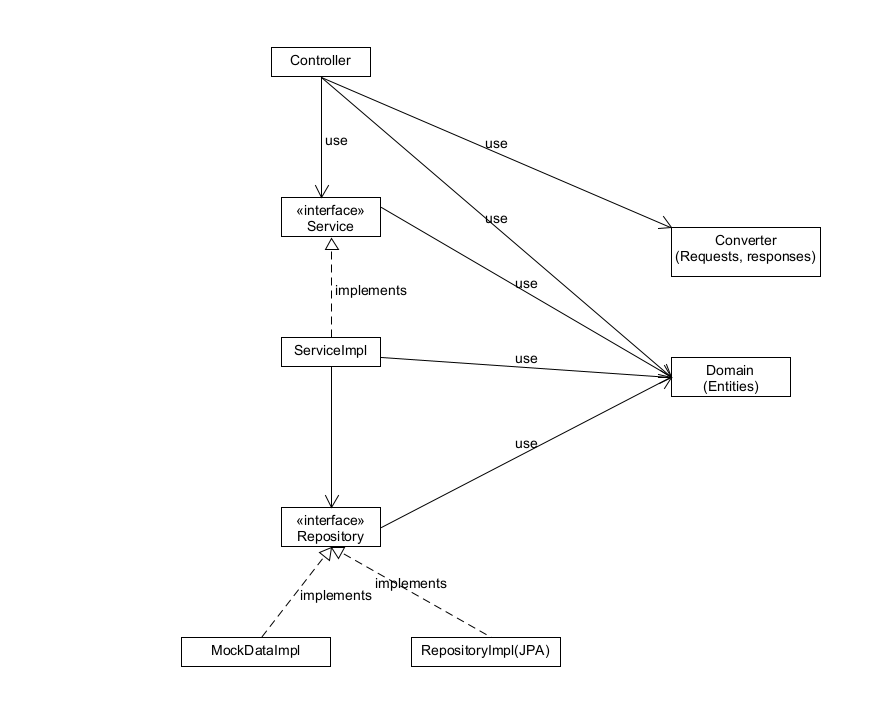 Controller
use
use
«interface»
Service
use
Converter
(Requests, responses)
use
implements
ServiceImpl
use
Domain
(Entities)
use
«interface»
Repository
implements
implements
MockDataImpl
RepositoryImpl(JPA)